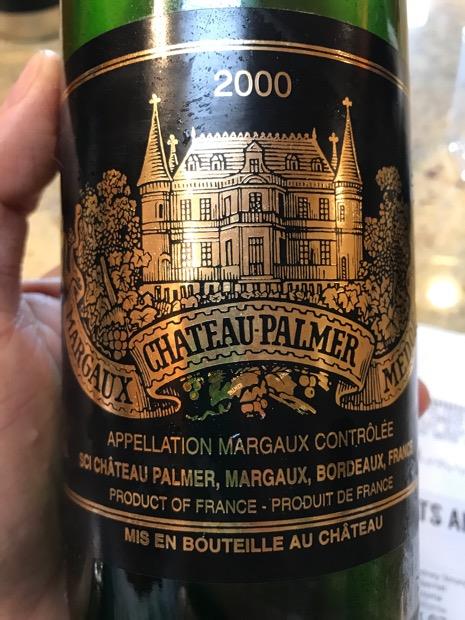 2000
MARGAUX
CHATEAU·PALMER
APPELLATION MARGAUX CONTRÔLÉE
SCI CHÂTEAU PALMER, MARGAUX, BORDEAUX, FRANCE
PRODUCT OF FRANCE - PRODUIT DE FRANCE
MIS EN BOUTEILLE AU CHÂTEAU